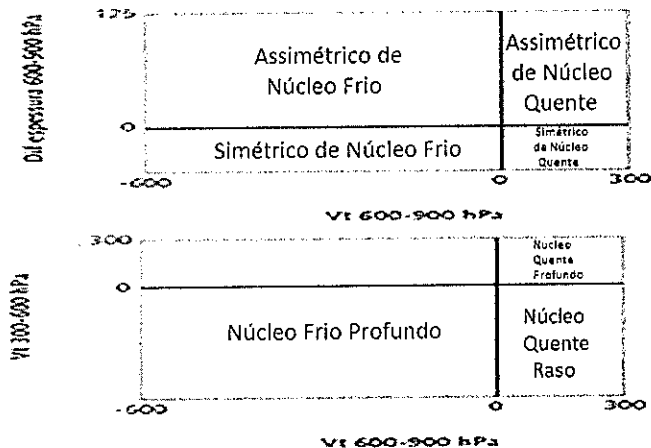 125
Dif espessura 600-900 hPa
Assimétrico de
Núcleo Frio
Assimétrico
de Núcleo
Quente
0
Simétrico de Núcleo Frio
Simétrico
de Núcleo
Quente
-600
0
300
Vt 600-900 hPa
300
Vt 300-600 hPa
Nucleo
Quente
Profundo
0
Núcleo Frio Profundo
Núcleo
Quente
Raso
-600
0
300
Vt 600-900 hPa